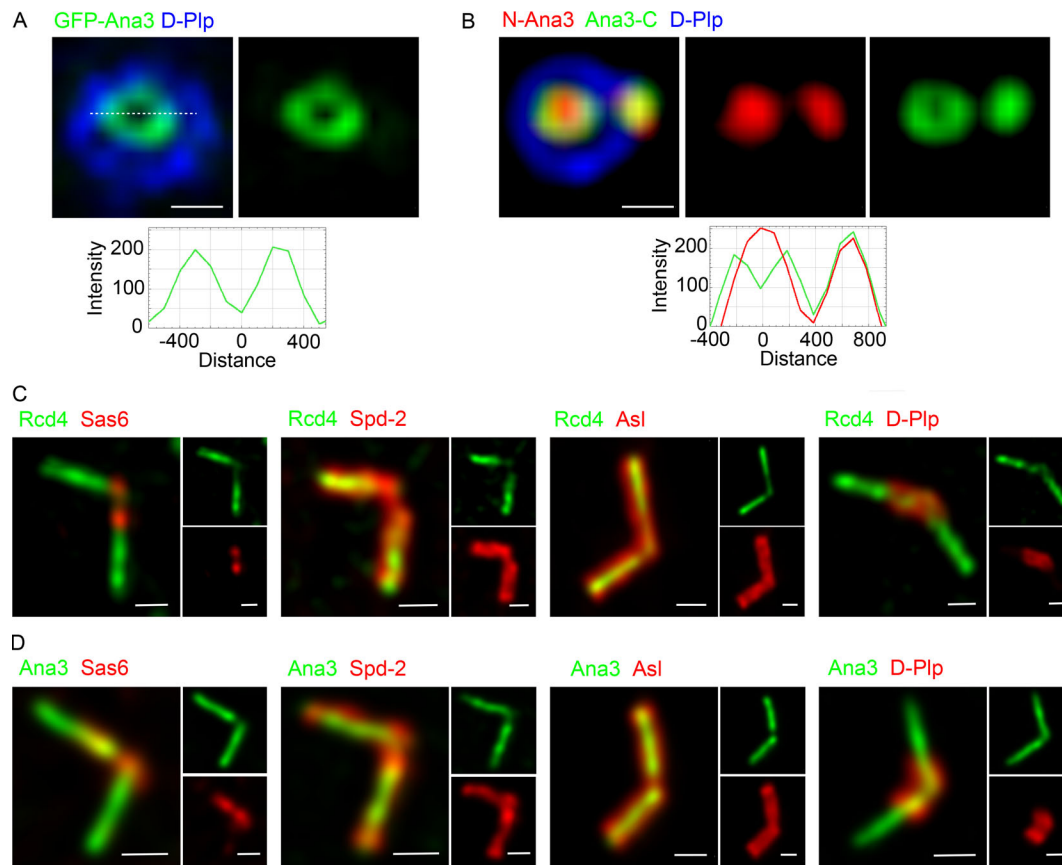 A
GFP-Ana3 D-Plp
B
N-Ana3 Ana3-C D-Plp
Intensity
200
100
0
-400
0
400
Distance
Intensity
200
100
0
-400
0
400
800
Distance
C
Rcd4 Sas6
Rcd4 Spd-2
Rcd4 Asl
Rcd4 D-Plp
D
Ana3 Sas6
Ana3 Spd-2
Ana3 Asl
Ana3 D-Plp